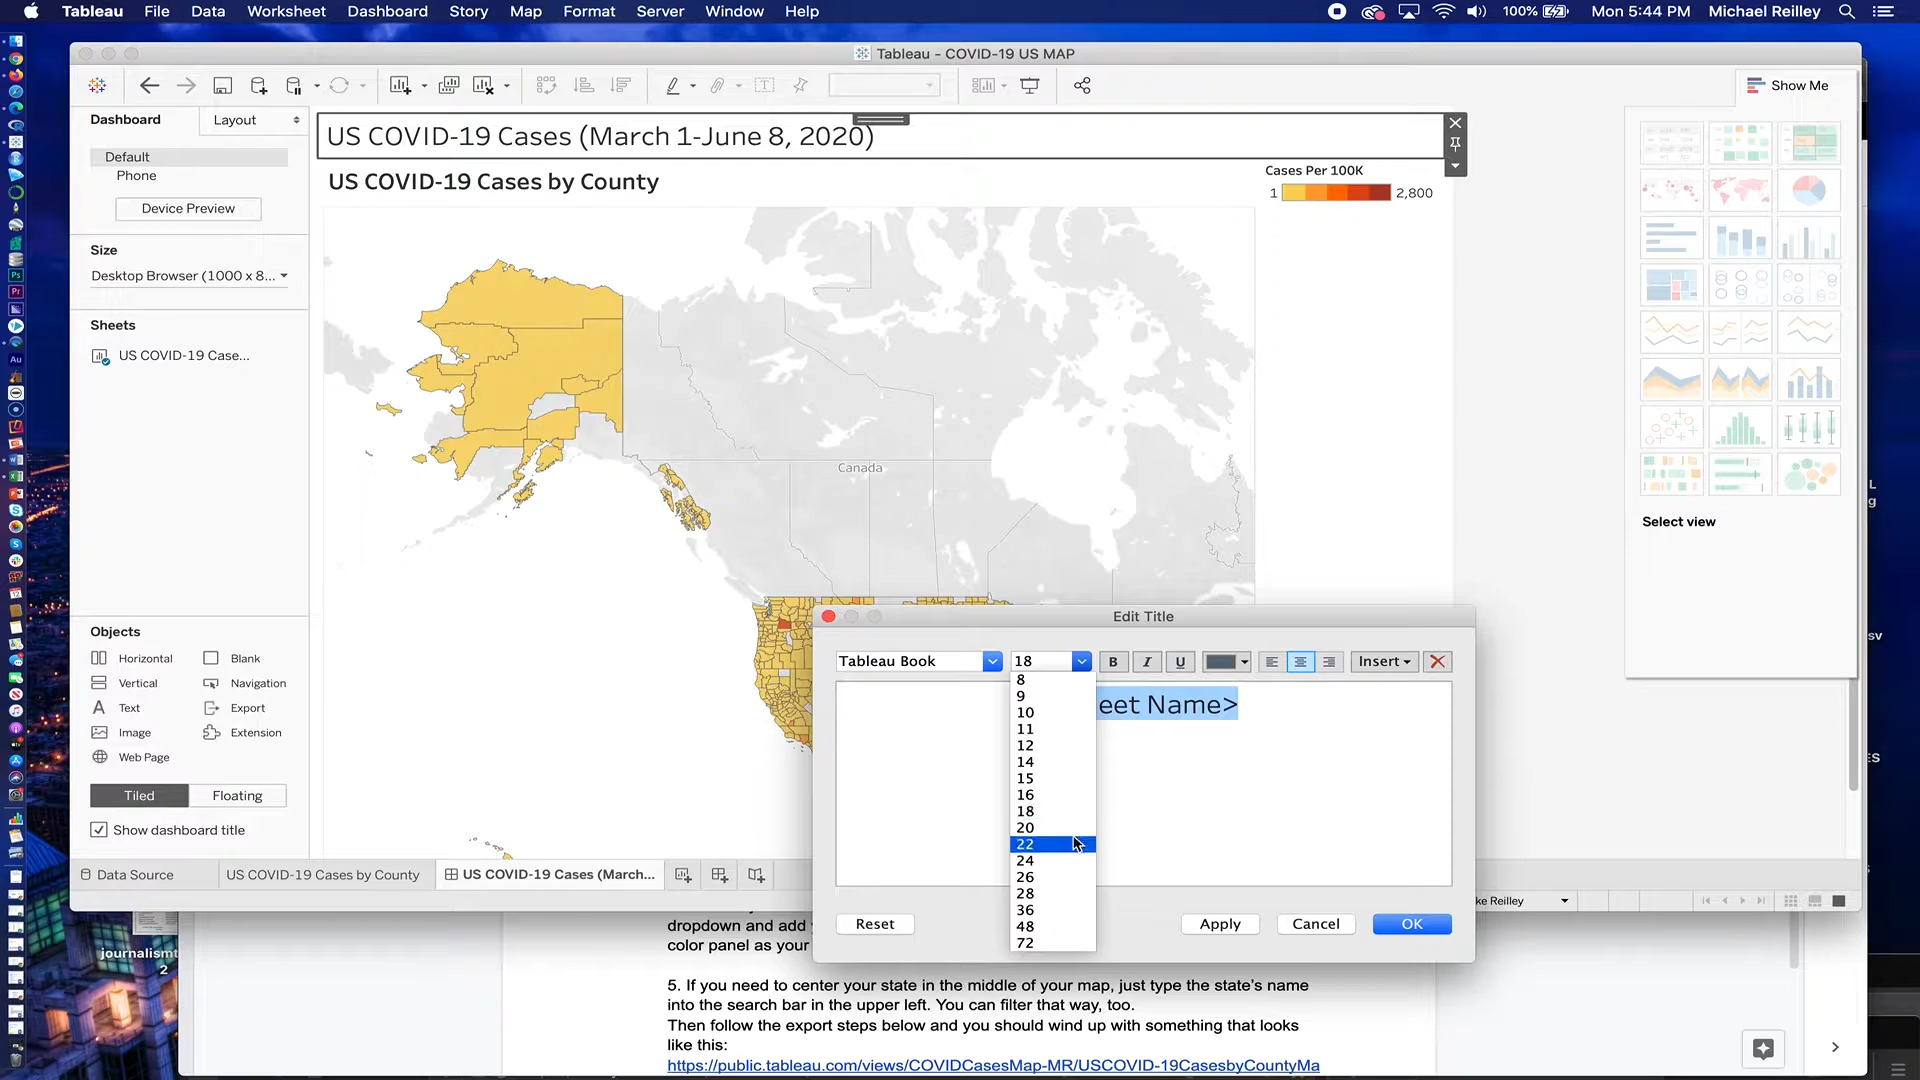 Tableau File Data Worksheet Dashboard Story Map Format Server Window Help 100% Mon 5:44 PM Michael Reilley
Tableau - COVID-19 US MAP
Show Me
Dashboard Layout
US COVID-19 Cases (March 1-June 8, 2020)
Default
Phone
Device Preview
US COVID-19 Cases by County
Cases Per 100K
1 2,800
Size
Desktop Browser (1000 x 8...
Sheets
US COVID-19 Case...
Canada
Select view
Objects
Horizontal Blank
Vertical Navigation
Text Export
Image Extension
Web Page
Tiled Floating
Show dashboard title
Edit Title
Tableau Book 18 B I U Insert
eet Name>
8
9
10
11
12
14
15
16
18
20
22
24
26
28
36
48
72
Reset Apply Cancel OK
Data Source US COVID-19 Cases by County US COVID-19 Cases (March...
ke Reilley
journalismt
2
dropdown and add
color panel as your
5. If you need to center your state in the middle of your map, just type the state's name
into the search bar in the upper left. You can filter that way, too.
Then follow the export steps below and you should wind up with something that looks
like this:
https://public.tableau.com/views/COVIDCasesMap-MR/USCOVID-19CasesbyCountyMa